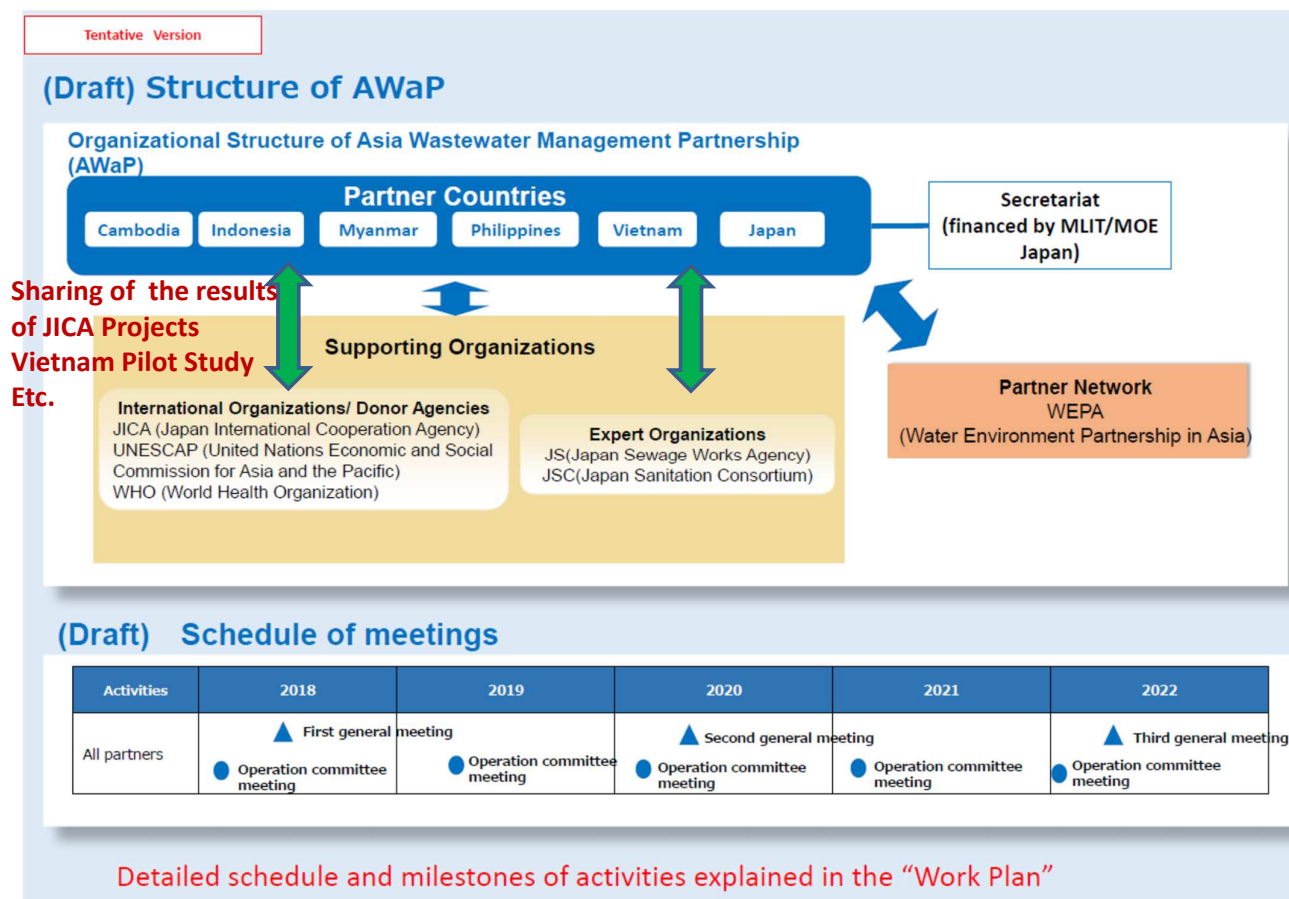 Tentative Version
(Draft) Structure of AWaP
Organizational Structure of Asia Wastewater Management Partnership
(AWaP)
Partner Countries
Cambodia
Indonesia
Myanmar
Philippines
Vietnam
Japan
Secretariat
(financed by MLIT/MOE
Japan)
Sharing of the results
of JICA Projects
Vietnam Pilot Study
Etc.
Supporting Organizations
International Organizations/ Donor Agencies
JICA (Japan International Cooperation Agency)
UNESCAP (United Nations Economic and Social
Commission for Asia and the Pacific)
WHO (World Health Organization)
Expert Organizations
JS(Japan Sewage Works Agency)
JSC(Japan Sanitation Consortium)
Partner Network
WEPA
(Water Environment Partnership in Asia)
(Draft) Schedule of meetings
Activities 2018 2019 2020 2021 2022
All partners
First general meeting
Operation committee
meeting
Operation committee
meeting
Second general meeting
Operation committee
meeting
Operation committee
meeting
Third general meeting
Operation committee
meeting
Detailed schedule and milestones of activities explained in the “Work Plan”